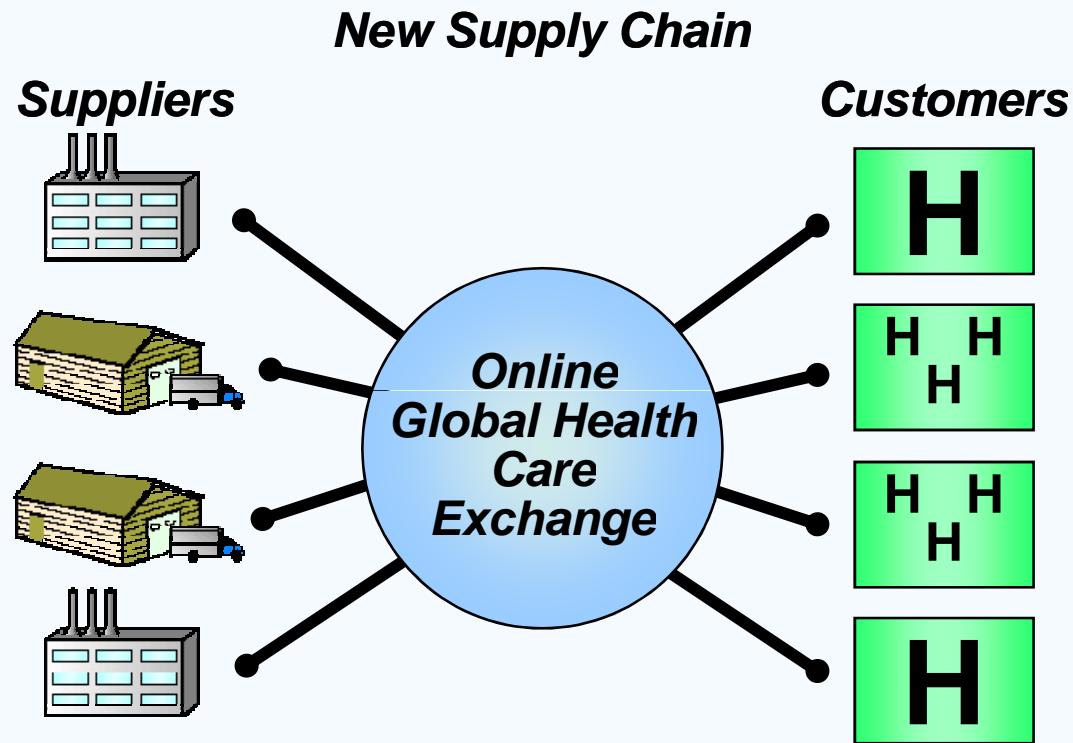 New Supply Chain
Suppliers
Customers
H
H H
H
Online
Global Health
Care
Exchange
H H
H
H